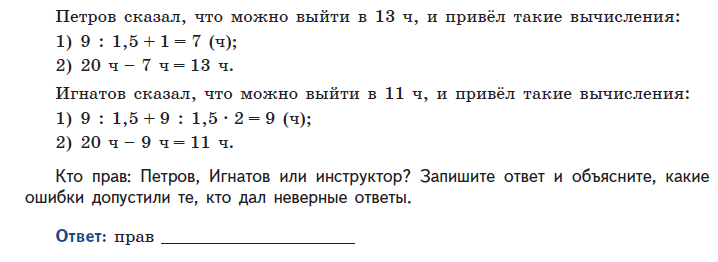 Петров сказал, что можно выйти в 13 ч, и привёл такие вычисления:
1) 9 : 1,5 + 1 = 7 (ч);
2) 20 ч − 7 ч = 13 ч.
Игнатов сказал, что можно выйти в 11 ч, и привёл такие вычисления:
1) 9 : 1,5 + 9 : 1,5 · 2 = 9 (ч);
2) 20 ч − 9 ч = 11 ч.
Кто прав: Петров, Игнатов или инструктор? Запишите ответ и объясните, какие
ошибки допустили те, кто дал неверные ответы.
Ответ: прав ____________________